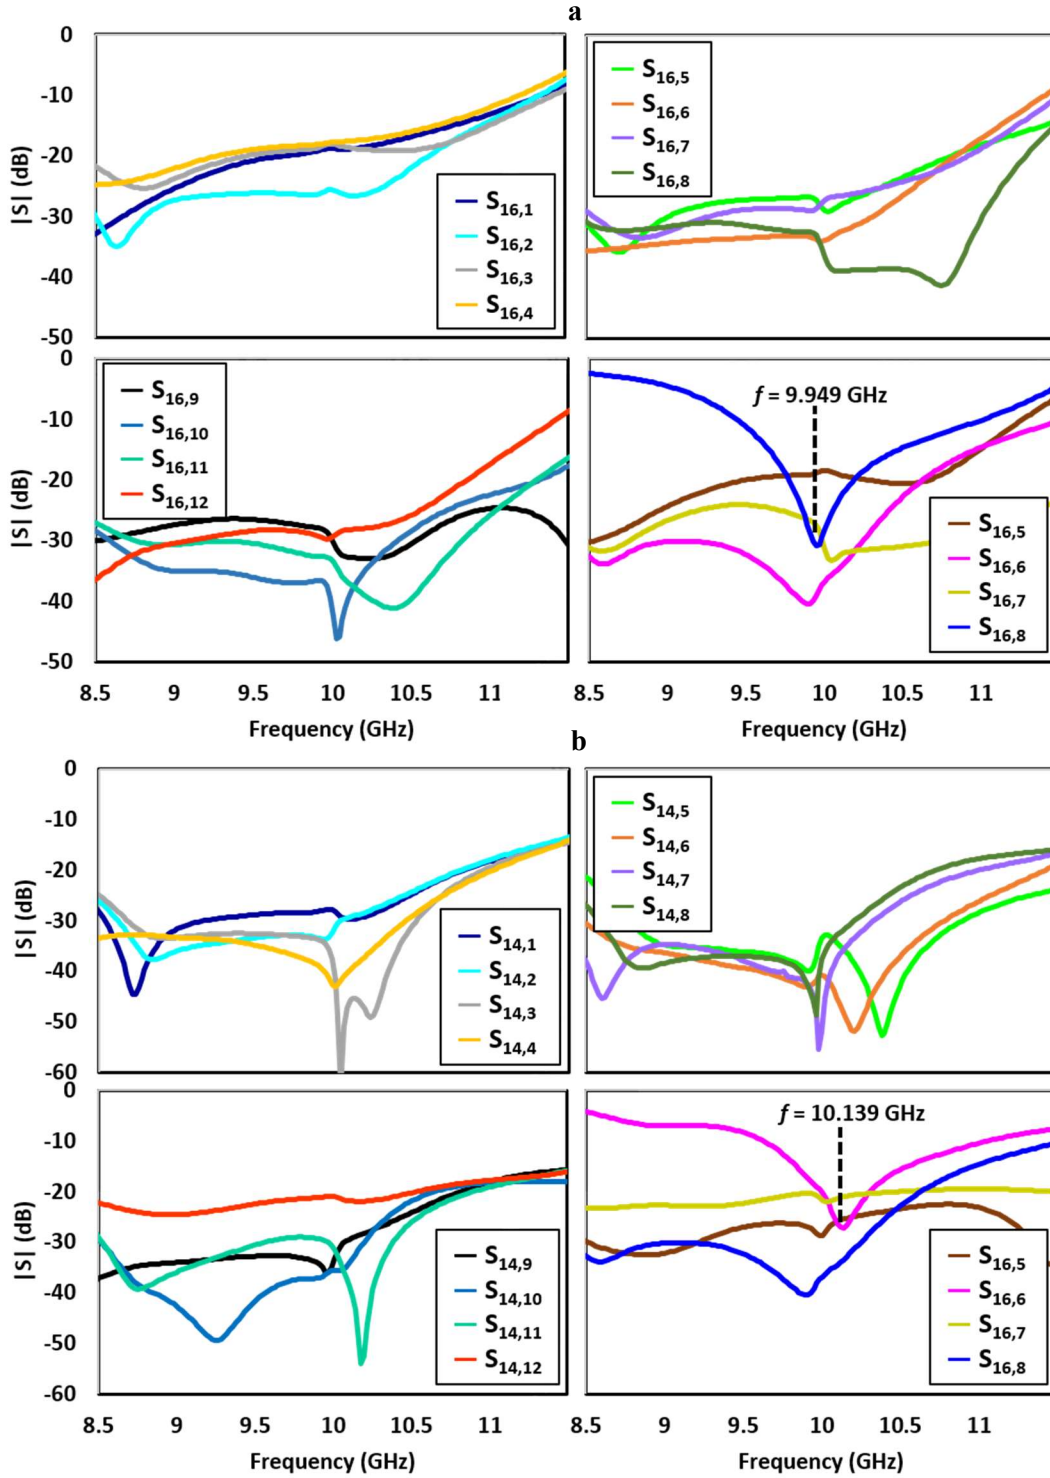 a
0
-10
-20
-30
-40
-50
|S| (dB)
S16,1
S16,2
S16,3
S16,4
S16,5
S16,6
S16,7
S16,8
0
-10
-20
-30
-40
-50
|S| (dB)
S16,9
S16,10
S16,11
S16,12
8.5 9 9.5 10 10.5 11
Frequency (GHz)
f = 9.949 GHz
S16,5
S16,6
S16,7
S16,8
8.5 9 9.5 10 10.5 11
Frequency (GHz)
b
0
-10
-20
-30
-40
-50
-60
|S| (dB)
S14,1
S14,2
S14,3
S14,4
S14,5
S14,6
S14,7
S14,8
0
-10
-20
-30
-40
-50
-60
|S| (dB)
S14,9
S14,10
S14,11
S14,12
8.5 9 9.5 10 10.5 11
Frequency (GHz)
f = 10.139 GHz
S16,5
S16,6
S16,7
S16,8
8.5 9 9.5 10 10.5 11
Frequency (GHz)